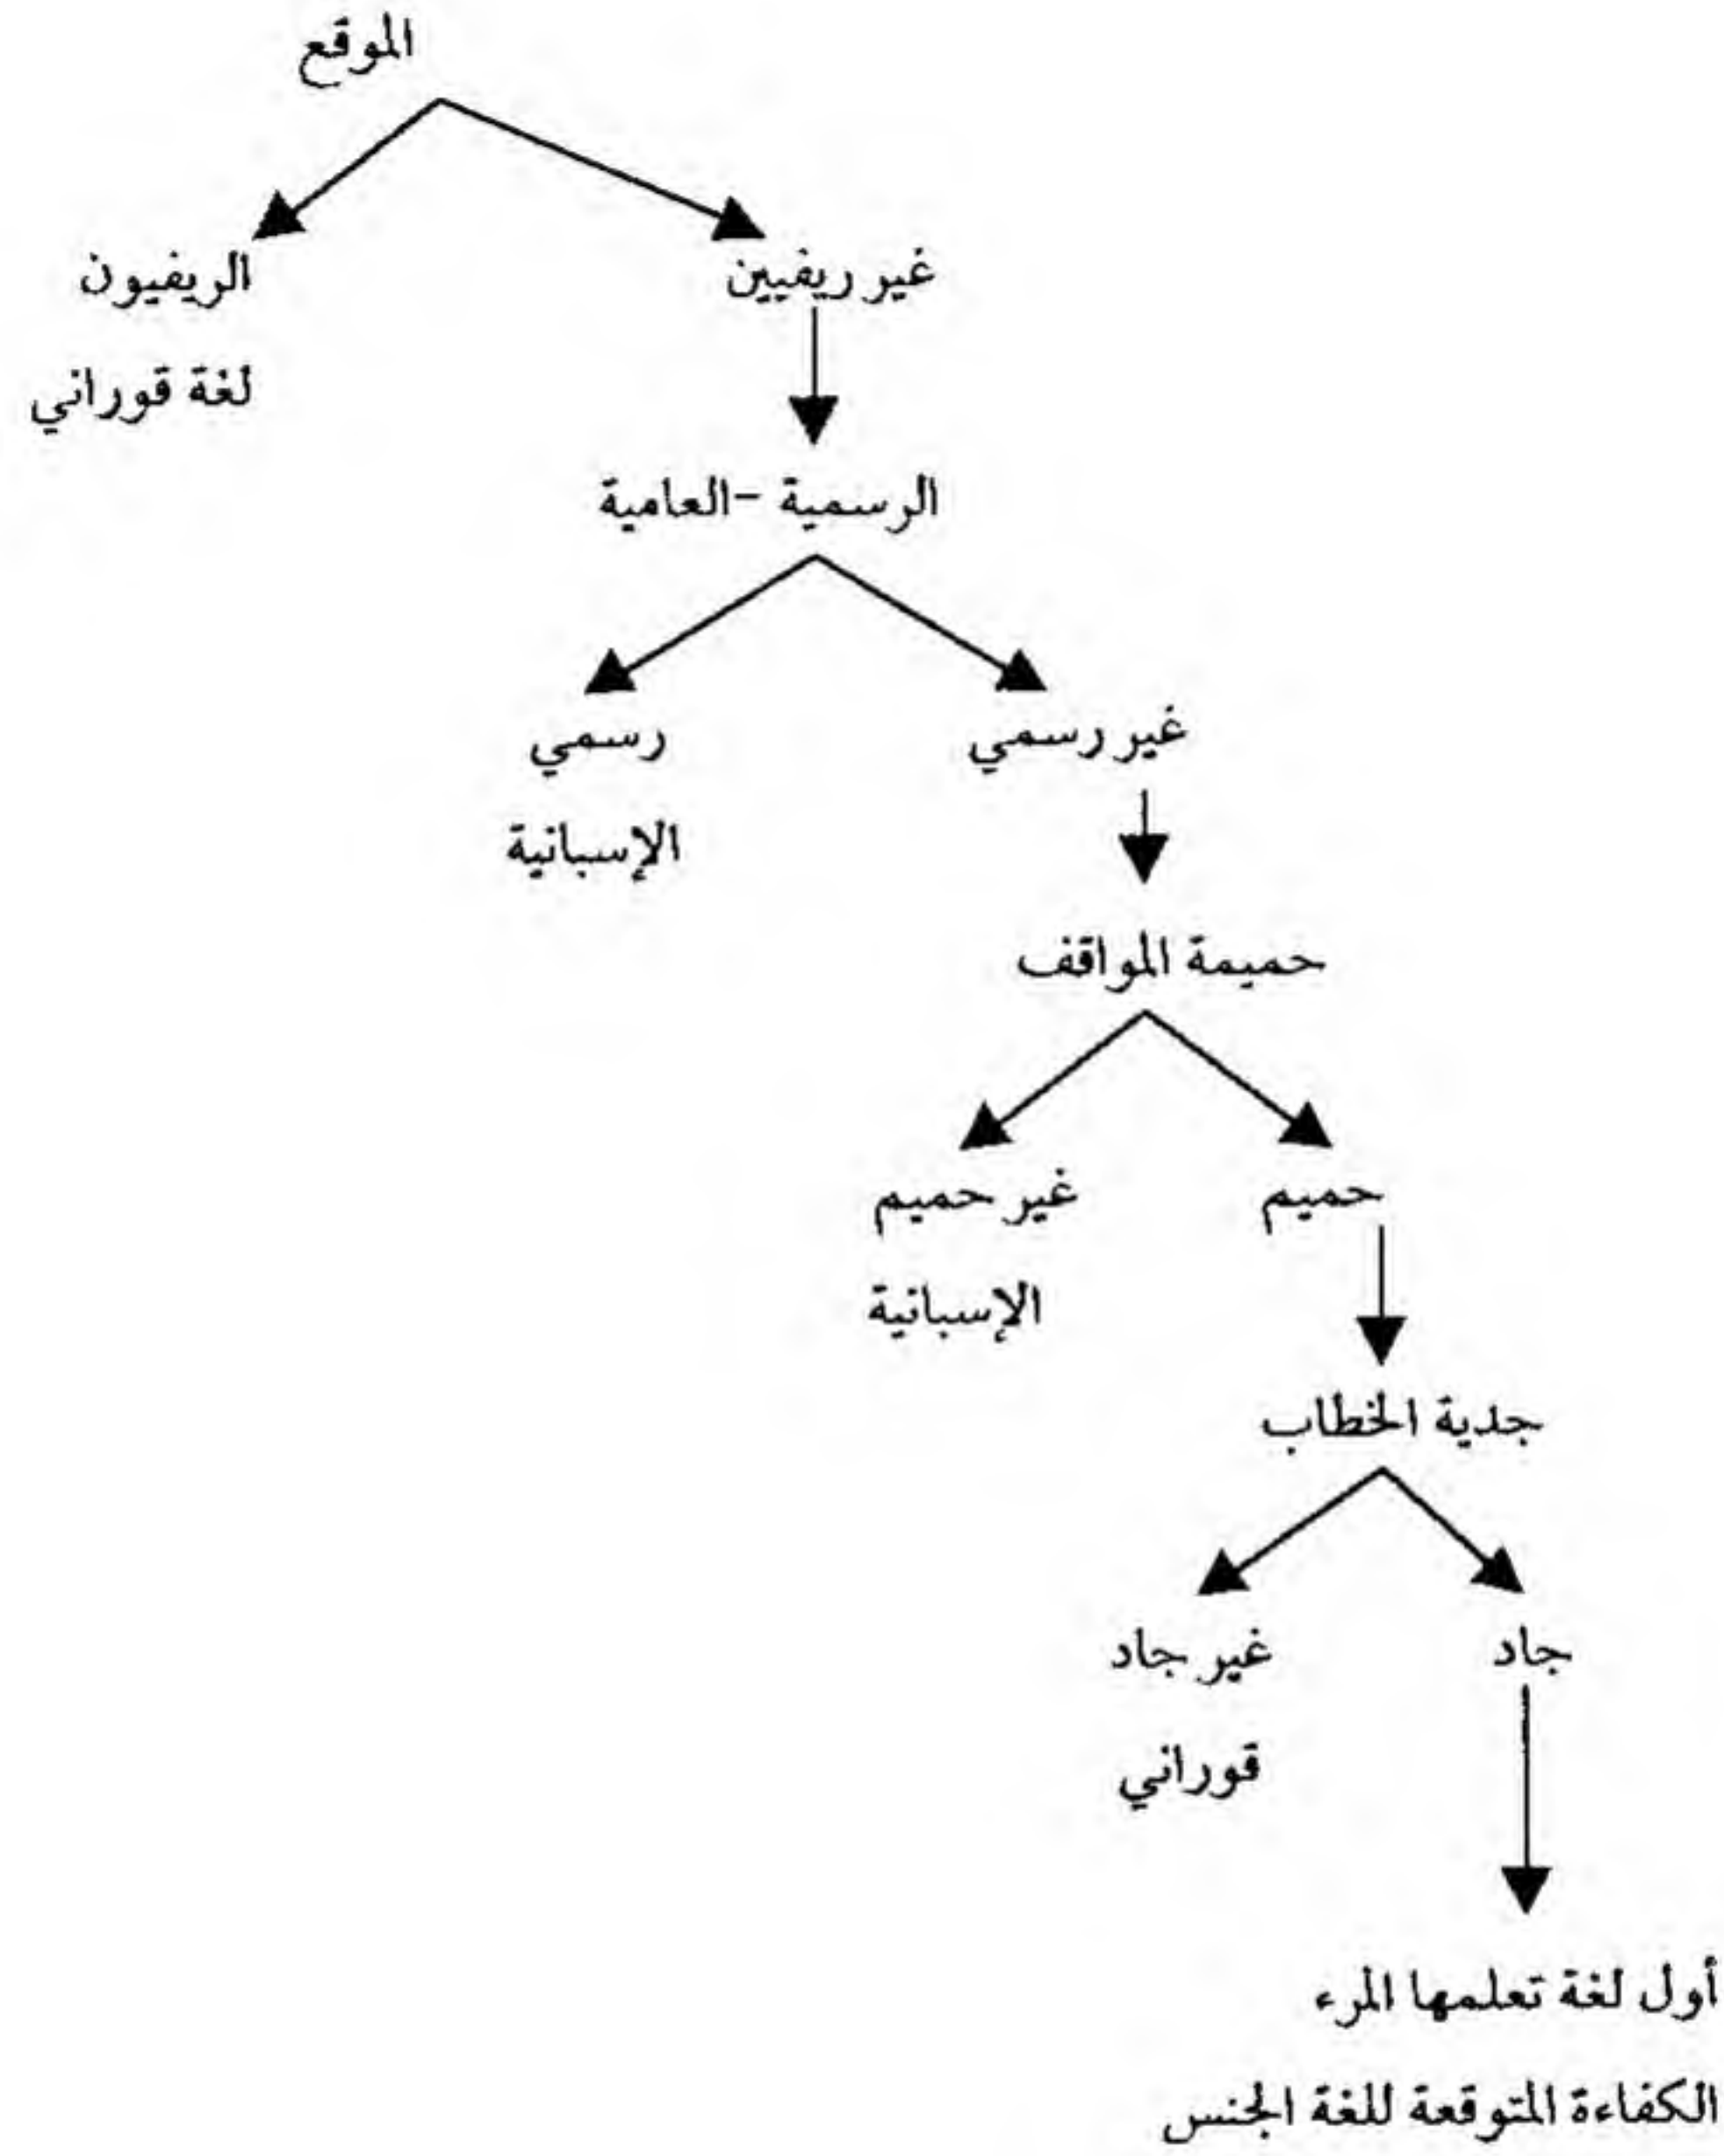 الموقع
غير ريفيين
الريفيون
لغة قوراني
الرسمية -العامية
غير رسمي
رسمي
الإسبانية
حميمة المواقف
حميم
غير حميم
الإسبانية
جدية الخطاب
جاد
غير جاد
قوراني
أول لغة تعلمها المرء
الكفاءة المتوقعة للغة الجنس